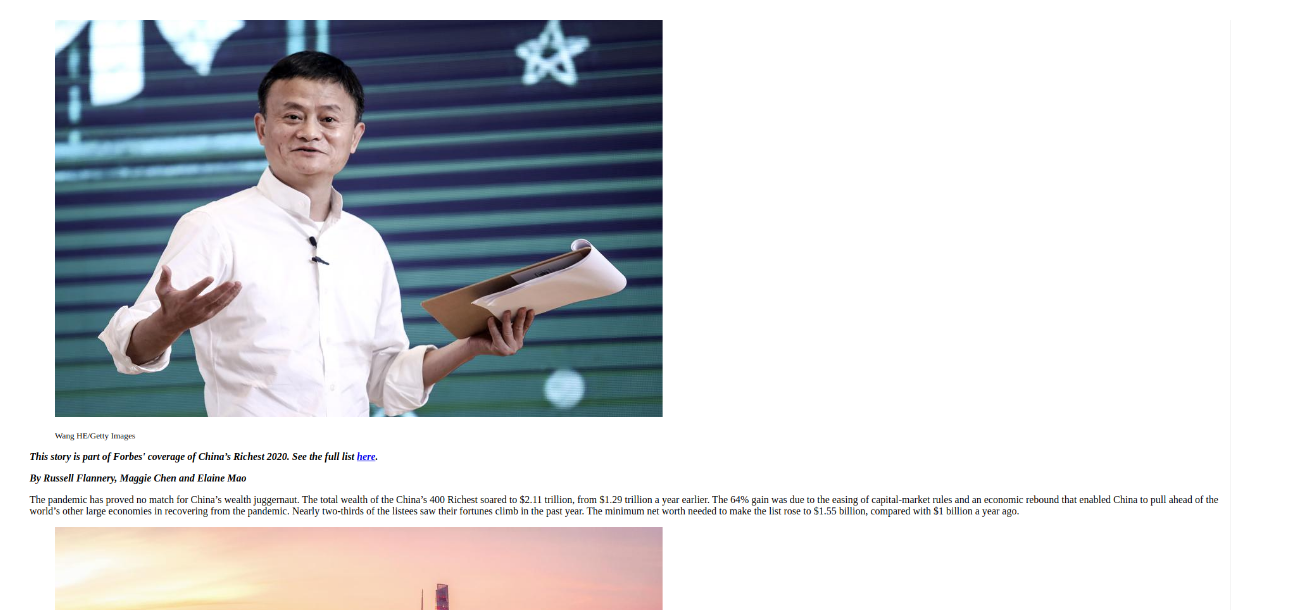 Wang HE/Getty Images
This story is part of Forbes' coverage of China’s Richest 2020. See the full list here.
By Russell Flannery, Maggie Chen and Elaine Mao
The pandemic has proved no match for China’s wealth juggernaut. The total wealth of the China’s 400 Richest soared to $2.11 trillion, from $1.29 trillion a year earlier. The 64% gain was due to the easing of capital-market rules and an economic rebound that enabled China to pull ahead of the
world’s other large economies in recovering from the pandemic. Nearly two-thirds of the listees saw their fortunes climb in the past year. The minimum net worth needed to make the list rose to $1.55 billion, compared with $1 billion a year ago.